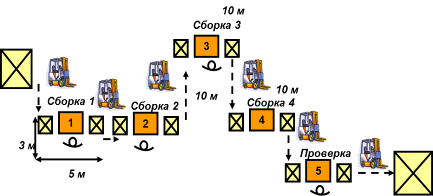 10 м
Сборка 3
3
Сборка 1
Сборка 2
10 м
10 м
Сборка 4
1
2
4
3 м
Проверка
5 м
5